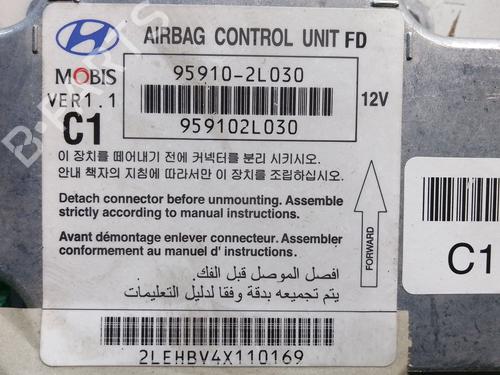 AIRBAG CONTROL UNIT FD
MOBIS
95910-2L030
VER1.1
12V
C1
959102L030
이 장치를 떼어내기 전에 커넥터를 분리 시키시오.
안내 책자의 지침에 따라서만 이 장치를 조립하십시오.
Detach connector before unmounting. Assemble
strictly according to manual instructions.
Avant démontage enlever connecteur. Assembler
conformement au manuel d' instructions.
FORWARD
افصل الموصل قبل الفك.
يتم تجميعه بدقة وفقا لدليل التعليمات
2LEHBV4X110169
C1